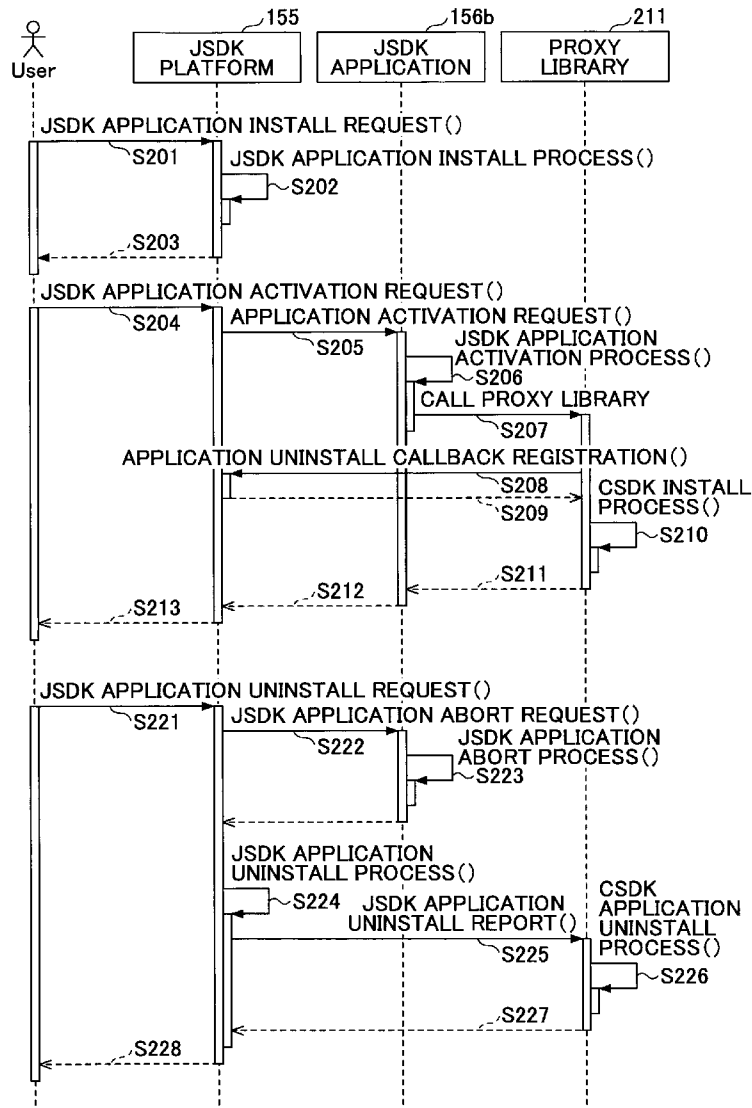 155
156b
211
User
JSDK
PLATFORM
JSDK
APPLICATION
PROXY
LIBRARY
JSDK APPLICATION INSTALL REQUEST()
S201
JSDK APPLICATION INSTALL PROCESS()
S202
S203
JSDK APPLICATION ACTIVATION REQUEST()
S204
APPLICATION ACTIVATION REQUEST()
S205
JSDK APPLICATION
ACTIVATION PROCESS()
S206
CALL PROXY LIBRARY
S207
APPLICATION UNINSTALL CALLBACK REGISTRATION()
S208
S209
CSDK INSTALL
PROCESS()
S210
S211
S212
S213
JSDK APPLICATION UNINSTALL REQUEST()
S221
JSDK APPLICATION ABORT REQUEST()
S222
JSDK APPLICATION
ABORT PROCESS()
S223
JSDK APPLICATION
UNINSTALL PROCESS()
S224
JSDK APPLICATION
UNINSTALL REPORT()
S225
CSDK
APPLICATION
UNINSTALL
PROCESS()
S226
S227
S228